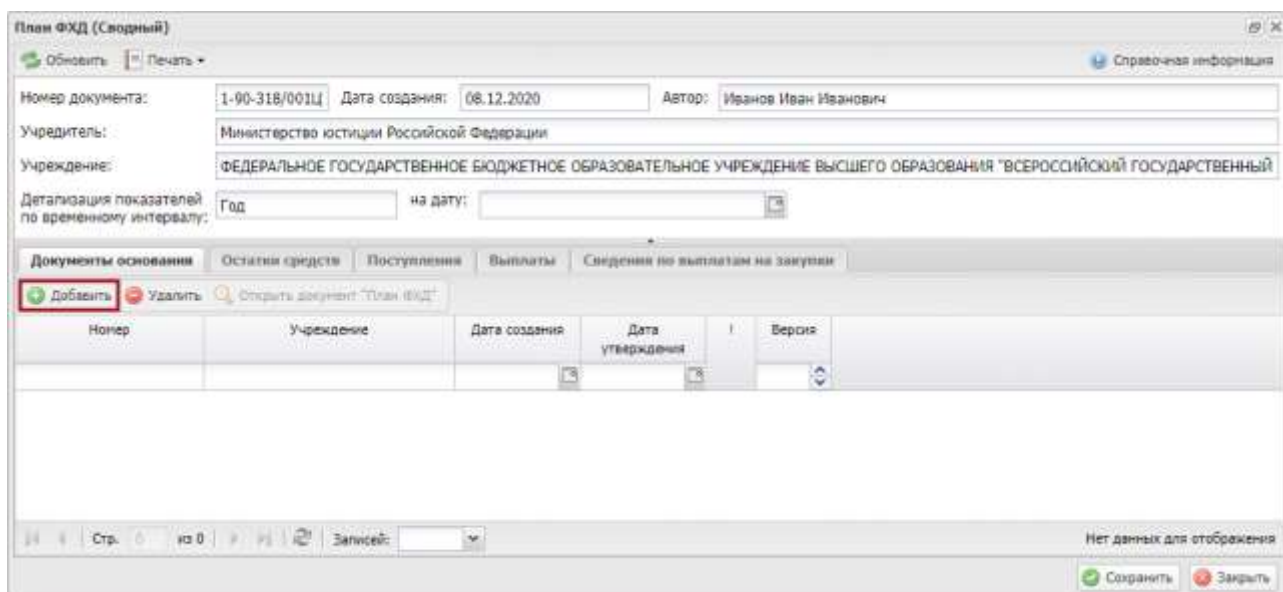 План ФХД (Сводный)
Обновить Печать Справочная информация
Номер документа: 1-90-318/001Ц Дата создания: 08.12.2020 Автор: Иванов Иван Иванович
Учредитель: Министерство юстиции Российской Федерации
Учреждение: ФЕДЕРАЛЬНОЕ ГОСУДАРСТВЕННОЕ БЮДЖЕТНОЕ ОБРАЗОВАТЕЛЬНОЕ УЧРЕЖДЕНИЕ ВЫСШЕГО ОБРАЗОВАНИЯ "ВСЕРОССИЙСКИЙ ГОСУДАРСТВЕННЫЙ
Детализация показателей
по временному интервалу: Год на дату:
Документы основания Остатки средств Поступления Выплаты Сведения по выплатам на закупки
Добавить Удалить Открыть документ "План ФХД"
Номер Учреждение Дата создания Дата утверждения ! Версия
Стр. 0 из 0 Записей: Нет данных для отображения
Сохранить Закрыть